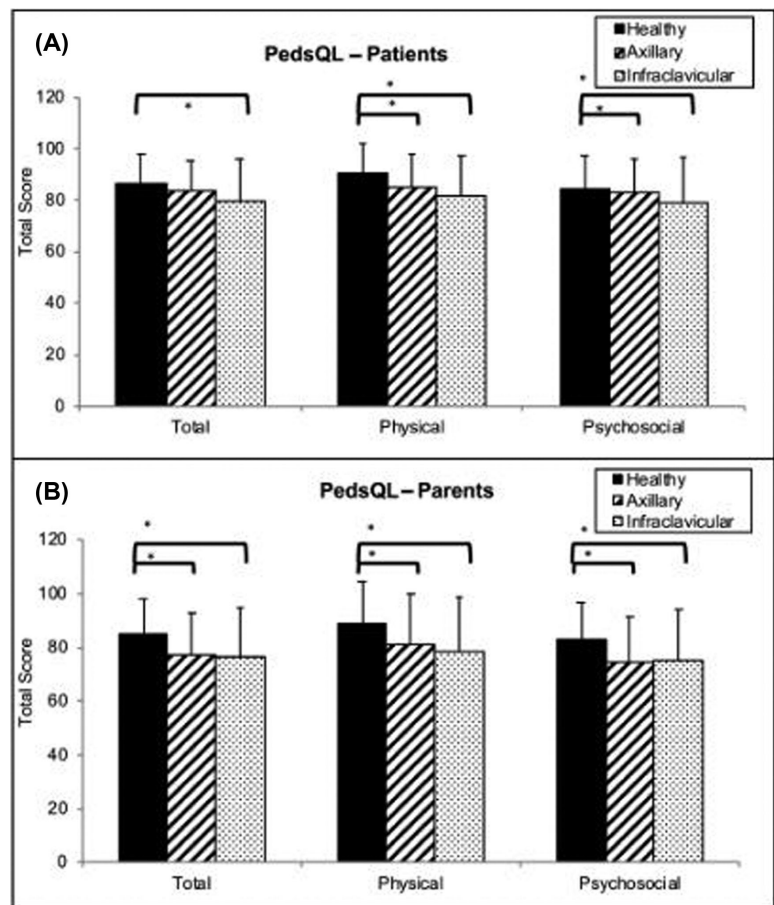 (A)
PedsQL – Patients
Healthy
Axillary
Infraclavicular
120
100
80
60
40
20
0
Total Score
* * * * *
Total Physical Psychosocial
(B)
PedsQL – Parents
Healthy
Axillary
Infraclavicular
120
100
80
60
40
20
0
Total Score
* * * * * *
Total Physical Psychosocial